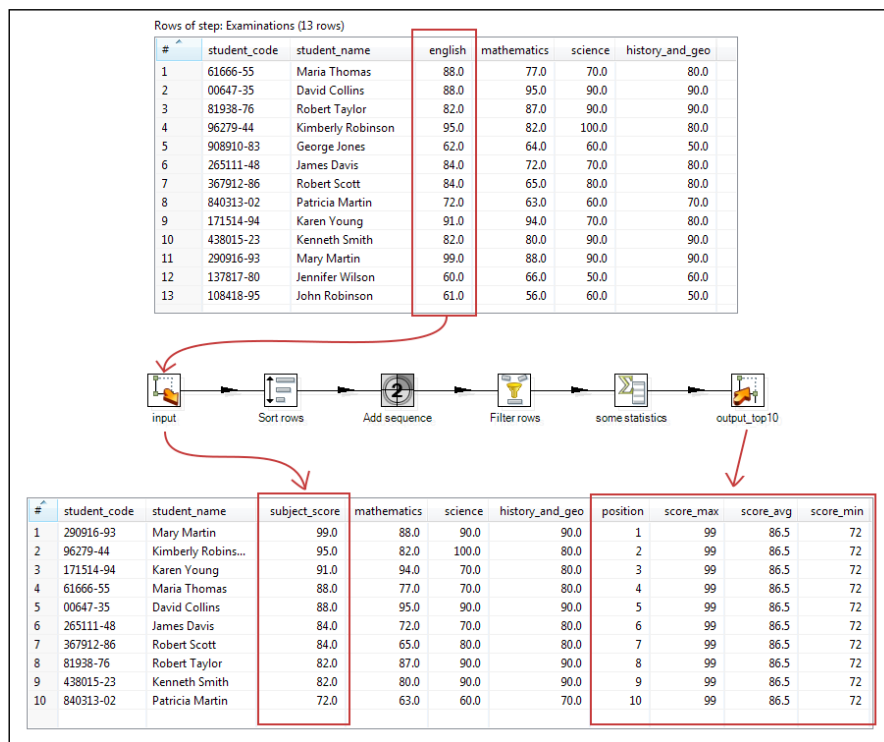 Rows of step: Examinations (13 rows)
# student_code student_name english mathematics science history_and_geo
1 61666-55 Maria Thomas 88.0 77.0 70.0 80.0
2 00647-35 David Collins 88.0 95.0 90.0 90.0
3 81938-76 Robert Taylor 82.0 87.0 90.0 90.0
4 96279-44 Kimberly Robinson 95.0 82.0 100.0 80.0
5 908910-83 George Jones 62.0 64.0 60.0 50.0
6 265111-48 James Davis 84.0 72.0 70.0 80.0
7 367912-86 Robert Scott 84.0 65.0 80.0 80.0
8 840313-02 Patricia Martin 72.0 63.0 60.0 70.0
9 171514-94 Karen Young 91.0 94.0 70.0 80.0
10 438015-23 Kenneth Smith 82.0 80.0 90.0 90.0
11 290916-93 Mary Martin 99.0 88.0 90.0 90.0
12 137817-80 Jennifer Wilson 60.0 66.0 50.0 60.0
13 108418-95 John Robinson 61.0 56.0 60.0 50.0
2
input Sort rows Add sequence Filter rows some statistics output_top10
# student_code student_name subject_score mathematics science history_and_geo position score_max score_avg score_min
1 290916-93 Mary Martin 99.0 88.0 90.0 90.0 1 99 86.5 72
2 96279-44 Kimberly Robins... 95.0 82.0 100.0 80.0 2 99 86.5 72
3 171514-94 Karen Young 91.0 94.0 70.0 80.0 3 99 86.5 72
4 61666-55 Maria Thomas 88.0 77.0 70.0 80.0 4 99 86.5 72
5 00647-35 David Collins 88.0 95.0 90.0 90.0 5 99 86.5 72
6 265111-48 James Davis 84.0 72.0 70.0 80.0 6 99 86.5 72
7 367912-86 Robert Scott 84.0 65.0 80.0 80.0 7 99 86.5 72
8 81938-76 Robert Taylor 82.0 87.0 90.0 90.0 8 99 86.5 72
9 438015-23 Kenneth Smith 82.0 80.0 90.0 90.0 9 99 86.5 72
10 840313-02 Patricia Martin 72.0 63.0 60.0 70.0 10 99 86.5 72